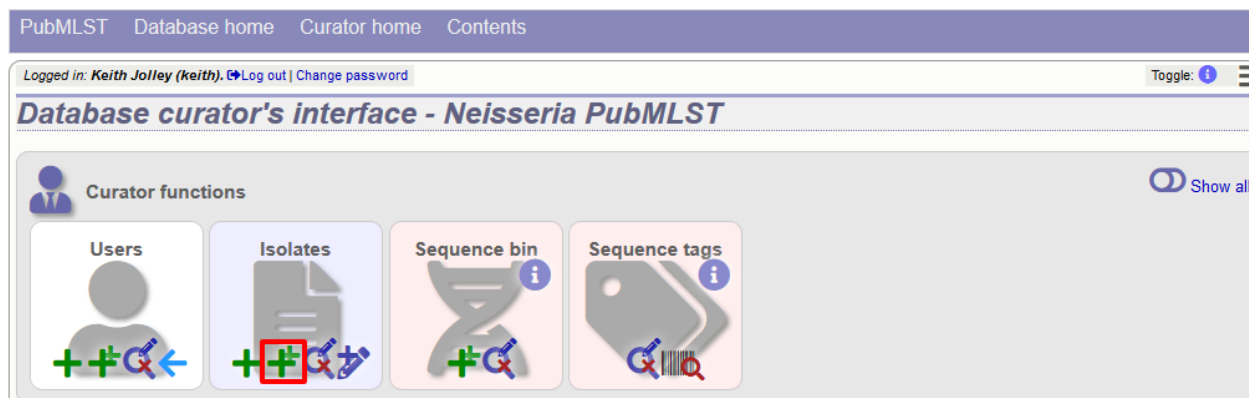 PubMLST Database home Curator home Contents
Logged in: Keith Jolley (keith). Log out | Change password Toggle:
Database curator's interface - Neisseria PubMLST
Curator functions Show all
Users Isolates Sequence bin Sequence tags